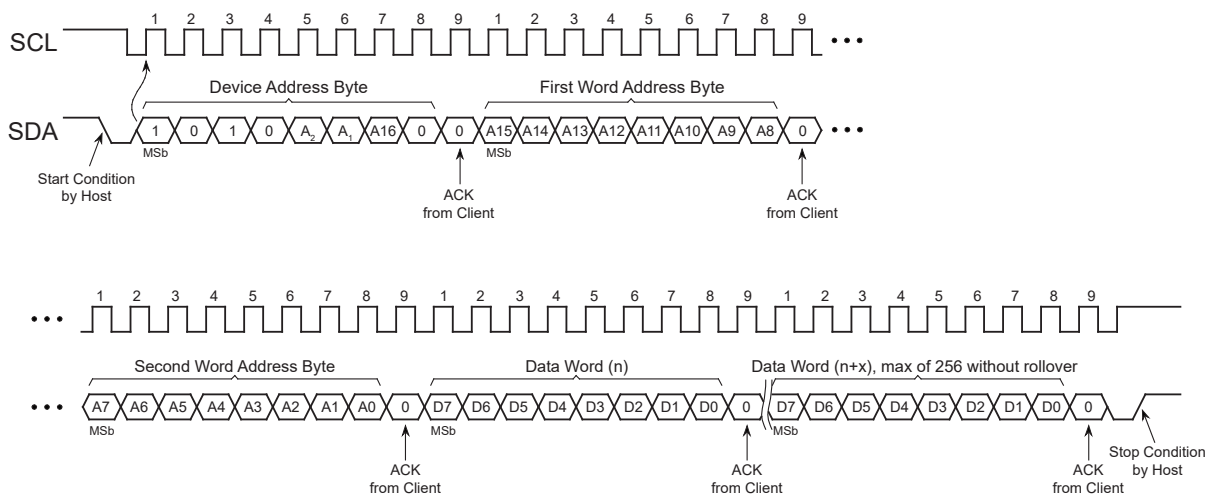 1 2 3 4 5 6 7 8 9 1 2 3 4 5 6 7 8 9
SCL
Device Address Byte
First Word Address Byte
SDA
1 0 1 0 A2 A1 A16 0 0 A15 A14 A13 A12 A11 A10 A9 A8 0
MSb
MSb
Start Condition
by Host
ACK
from Client
ACK
from Client
1 2 3 4 5 6 7 8 9 1 2 3 4 5 6 7 8 9 1 2 3 4 5 6 7 8 9
Second Word Address Byte
Data Word (n)
Data Word (n+x), max of 256 without rollover
A7 A6 A5 A4 A3 A2 A1 A0 0 D7 D6 D5 D4 D3 D2 D1 D0 0 D7 D6 D5 D4 D3 D2 D1 D0 0
MSb
MSb
MSb
ACK
from Client
ACK
from Client
ACK
from Client
Stop Condition
by Host